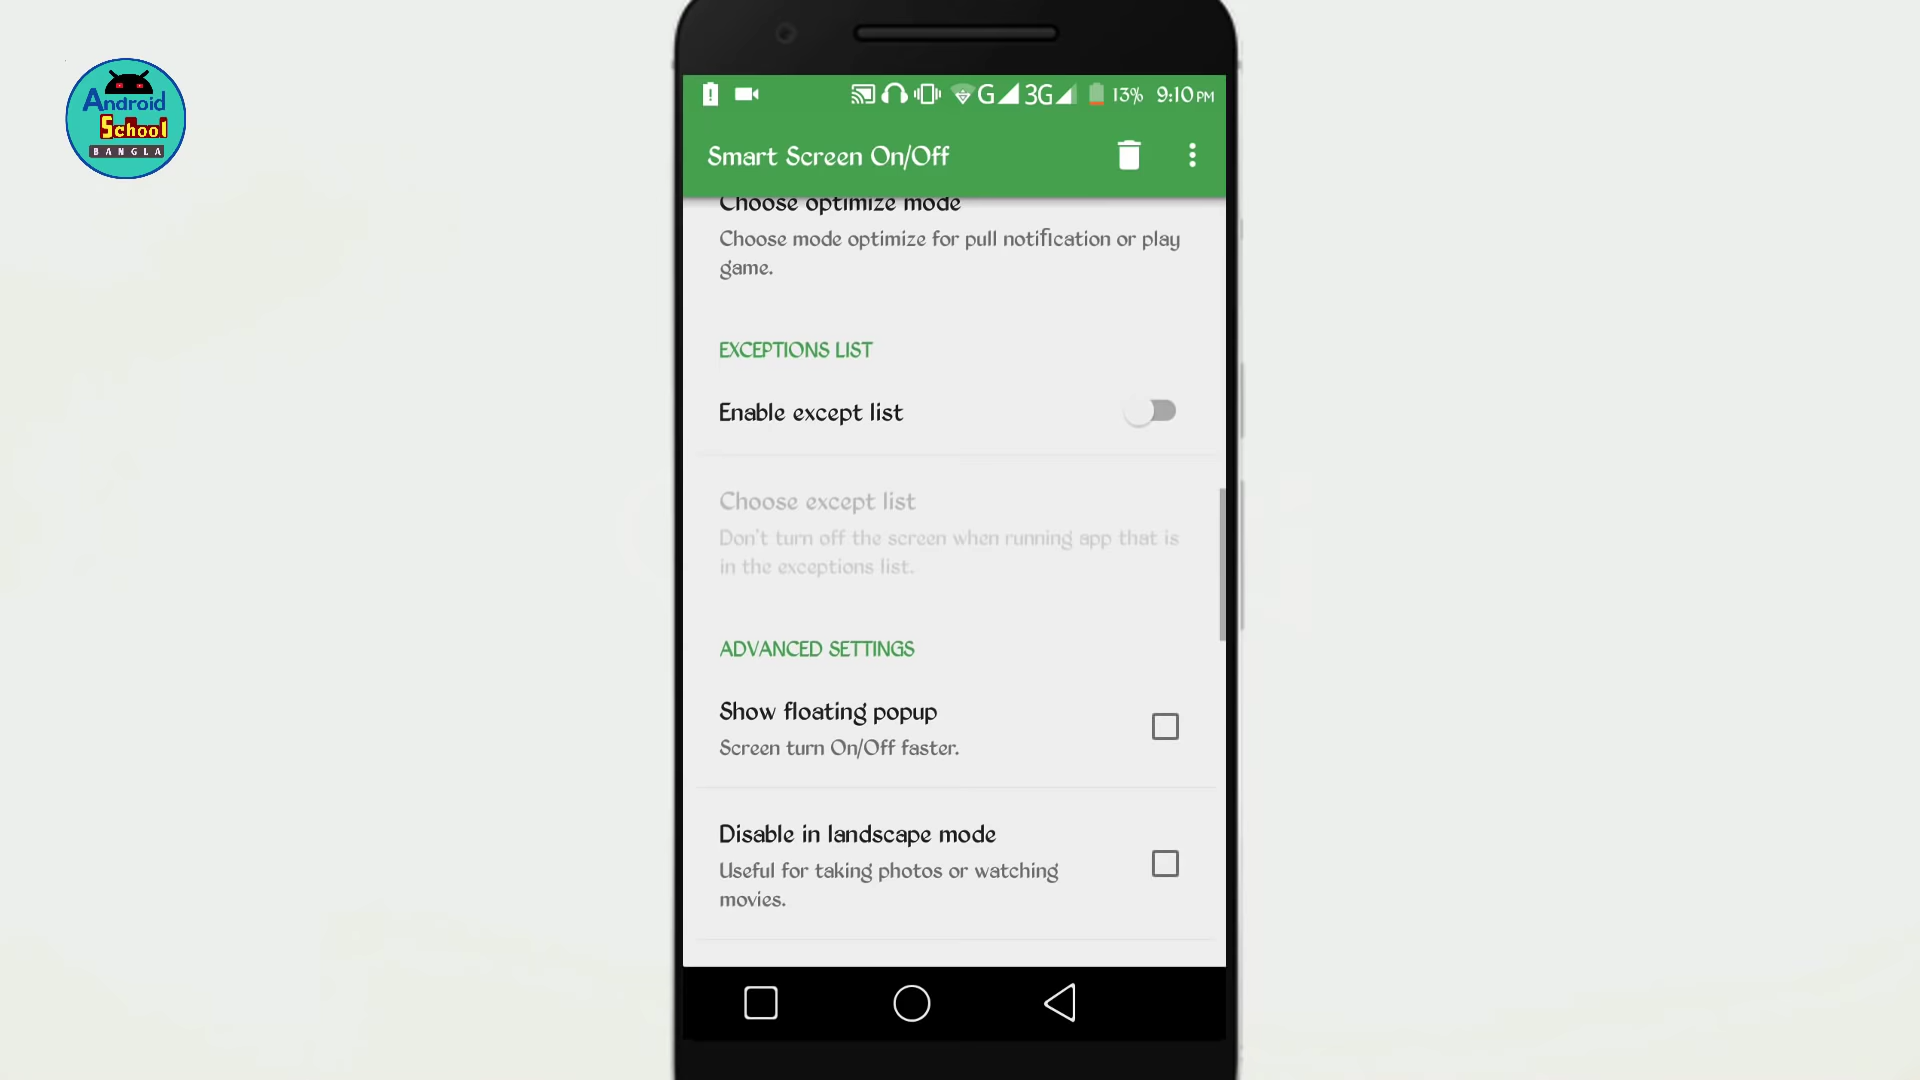 Android
School
BANGLA
G
3G
13%
9:10 PM
Smart Screen On/Off
Choose optimize mode
Choose mode optimize for pull notification or play
game.
EXCEPTIONS LIST
Enable except list
Choose except list
Don't turn off the screen when running app that is
in the exceptions list.
ADVANCED SETTINGS
Show floating popup
Screen turn On/Off faster.
Disable in landscape mode
Useful for taking photos or watching
movies.